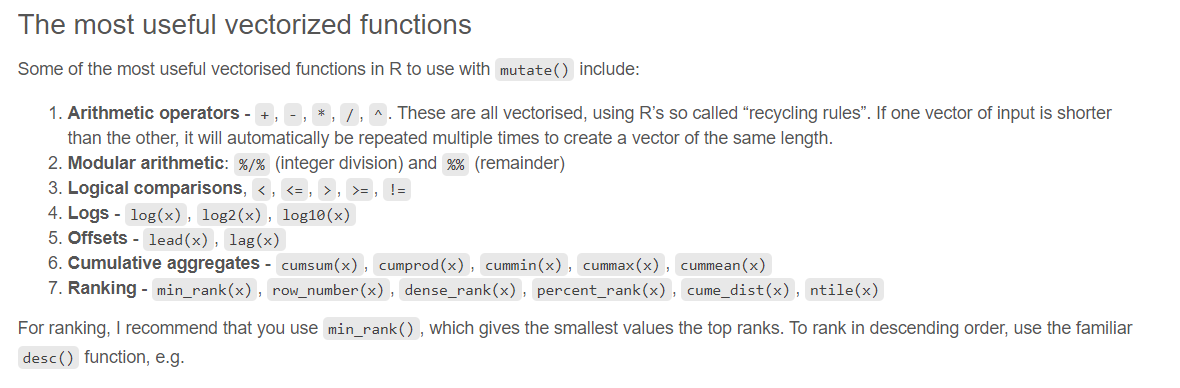 The most useful vectorized functions
Some of the most useful vectorised functions in R to use with mutate() include:
1. Arithmetic operators - + , - , * , / , ^ . These are all vectorised, using R's so called “recycling rules”. If one vector of input is shorter
than the other, it will automatically be repeated multiple times to create a vector of the same length.
2. Modular arithmetic: %/% (integer division) and %% (remainder)
3. Logical comparisons, < , <= , > , >= , !=
4. Logs - log(x) , log2(x) , log10(x)
5. Offsets - lead(x) , lag(x)
6. Cumulative aggregates - cumsum(x) , cumprod(x) , cummin(x) , cummax(x) , cummean(x)
7. Ranking - min_rank(x) , row_number(x) , dense_rank(x) , percent_rank(x) , cume_dist(x) , ntile(x)
For ranking, I recommend that you use min_rank() , which gives the smallest values the top ranks. To rank in descending order, use the familiar
desc() function, e.g.